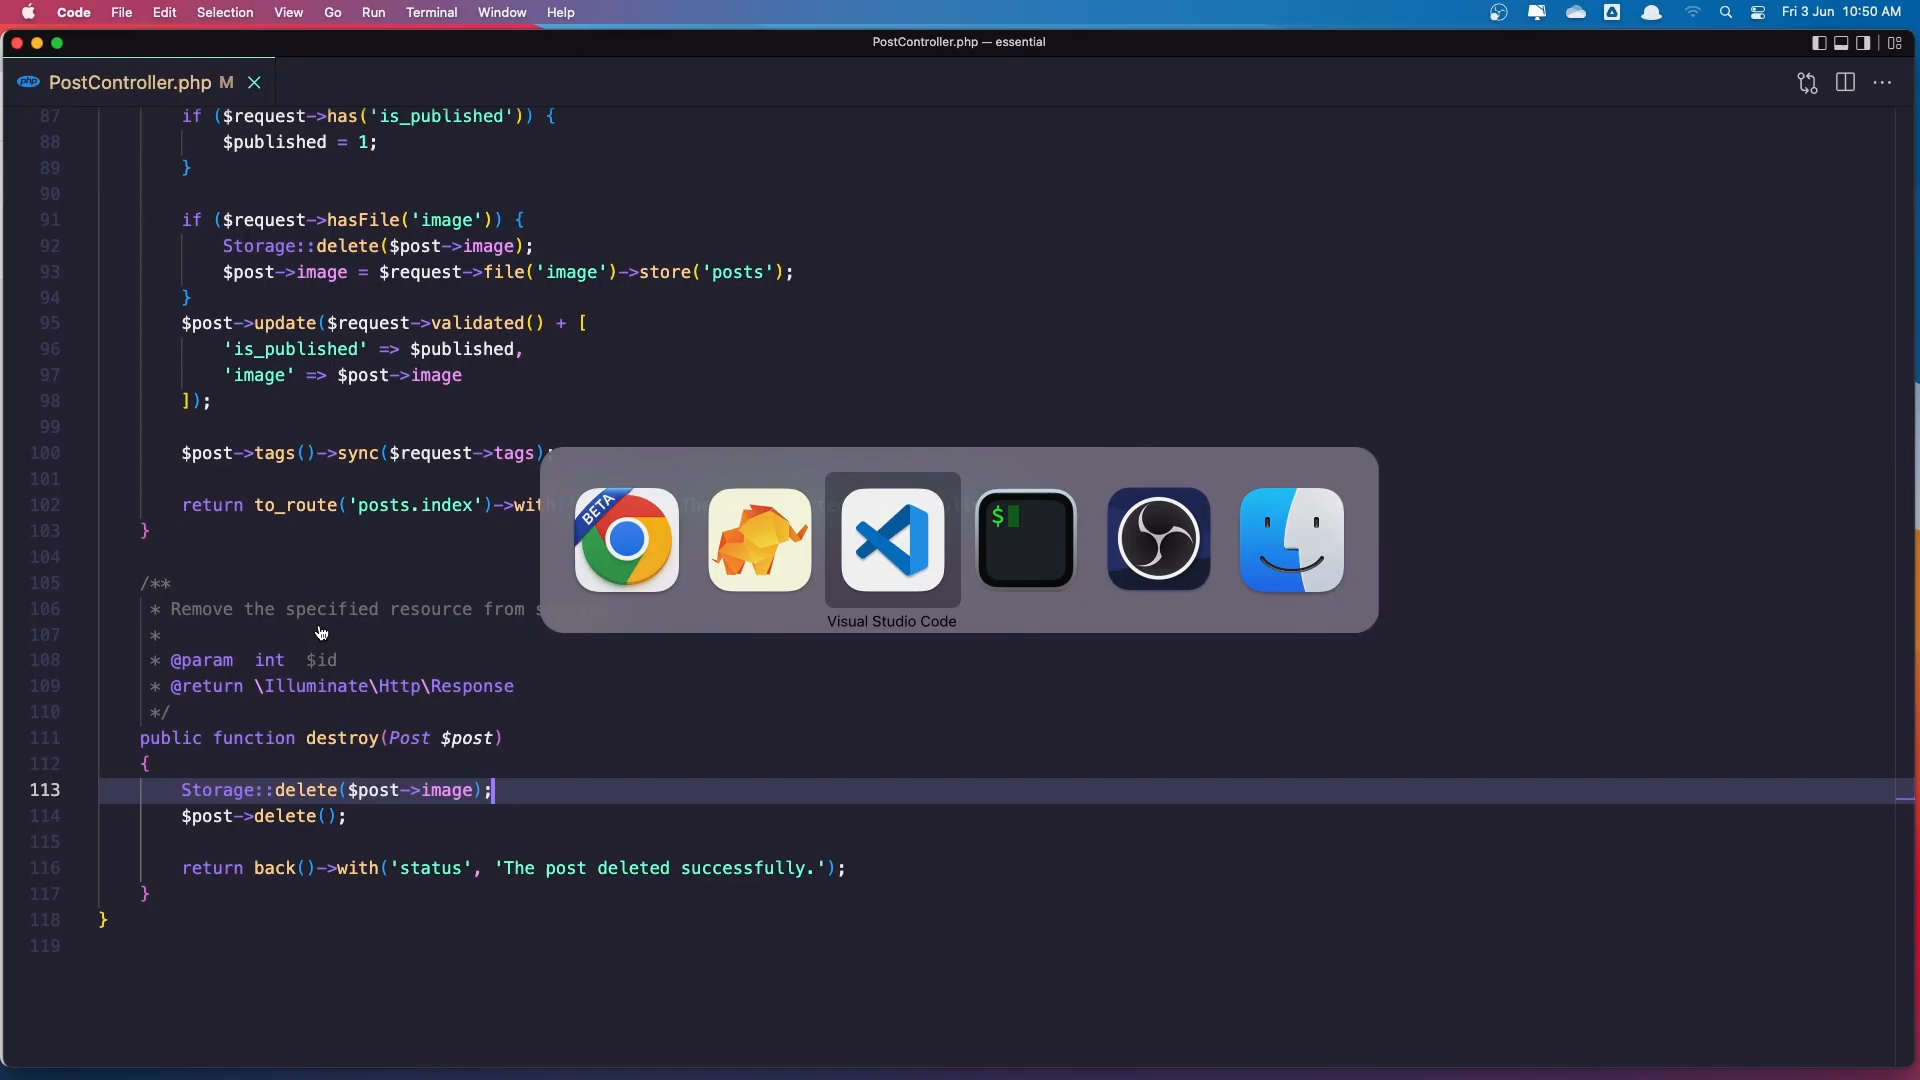 Code File Edit Selection View Go Run Terminal Window Help Fri 3 Jun 10:50 AM
PostController.php — essential
php PostController.php M
87 if ($request->has('is_published')) {
88 $published = 1;
89 }
90
91 if ($request->hasFile('image')) {
92 Storage::delete($post->image);
93 $post->image = $request->file('image')->store('posts');
94 }
95 $post->update($request->validated() + [
96 'is_published' => $published,
97 'image' => $post->image
98 ]);
99
100 $post->tags()->sync($request->tags);
101
102 return to_route('posts.index')->with
103 }
104
105 /**
106 * Remove the specified resource from
107 *
108 * @param int $id
109 * @return \Illuminate\Http\Response
110 */
111 public function destroy(Post $post)
112 {
113 Storage::delete($post->image);
114 $post->delete();
115
116 return back()->with('status', 'The post deleted successfully.');
117 }
118 }
119
BETA
$
Visual Studio Code